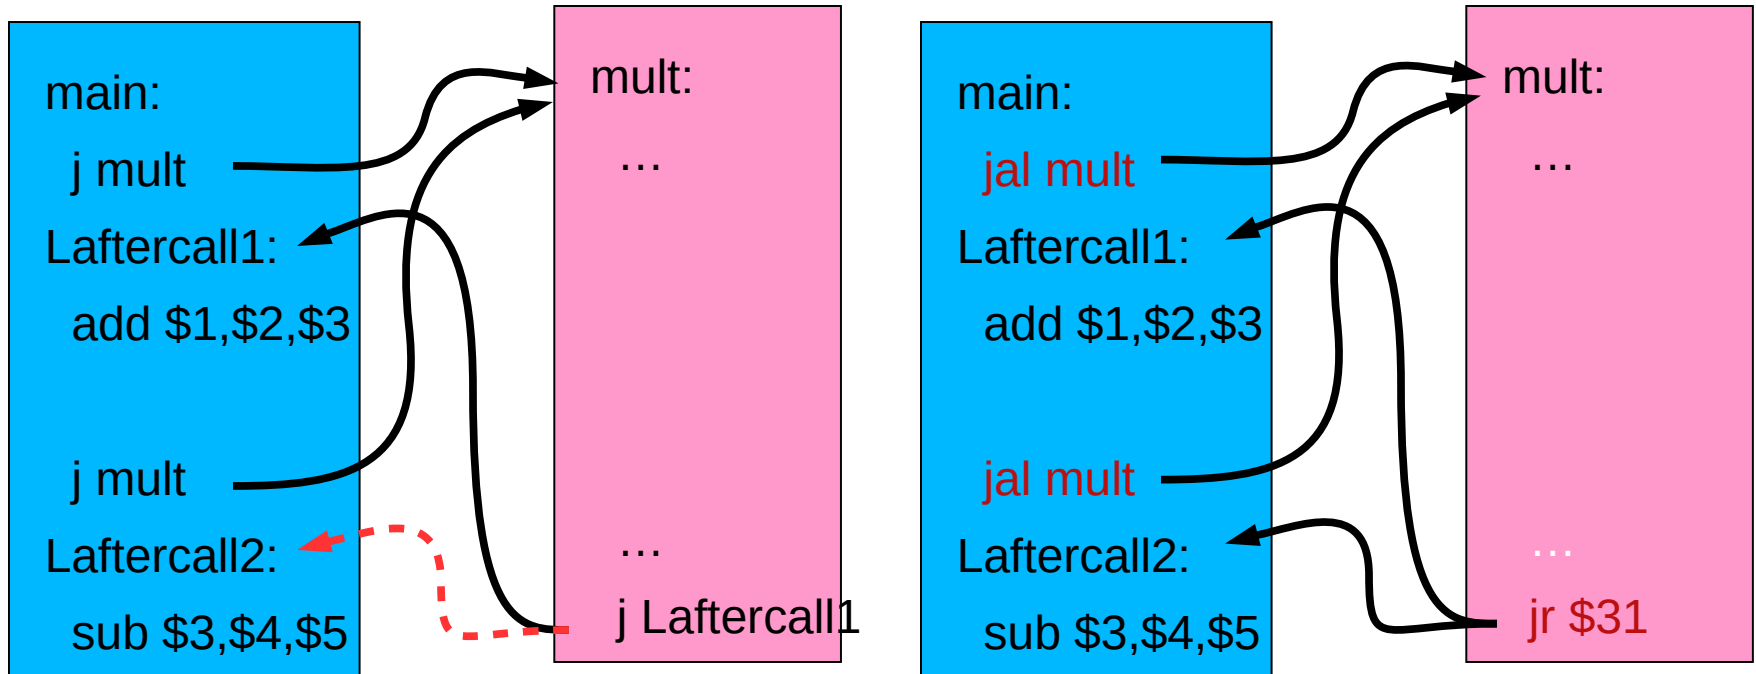 main:
j mult
Laftercall1:
add $1,$2,$3
j mult
Laftercall2:
sub $3,$4,$5
mult:
…
…
j Laftercall1
main:
jal mult
Laftercall1:
add $1,$2,$3
jal mult
Laftercall2:
sub $3,$4,$5
mult:
…
…
jr $31